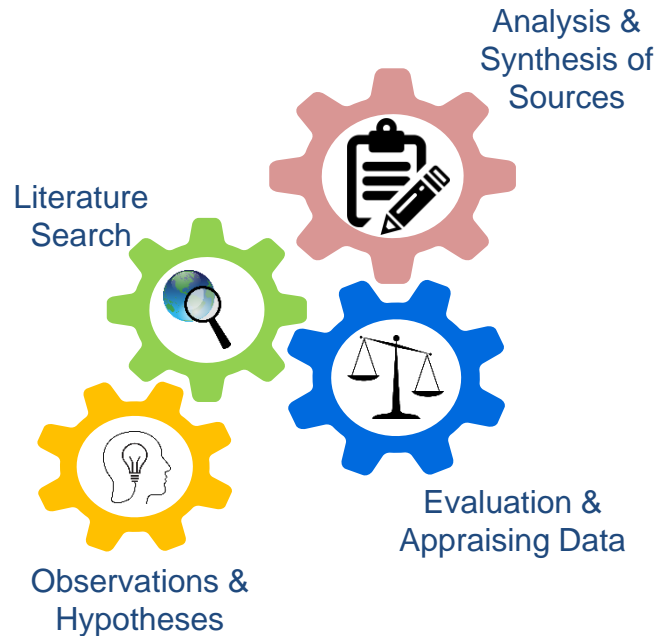 Analysis &
Synthesis of
Sources
Literature
Search
Evaluation &
Appraising Data
Observations &
Hypotheses